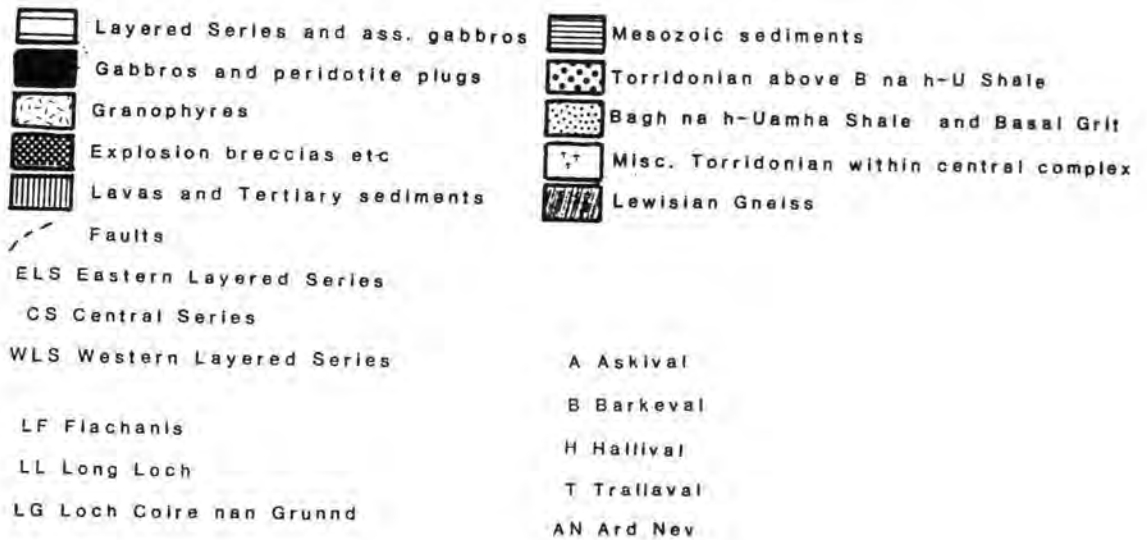 Layered Series and ass. gabbros
Gabbros and peridotite plugs
Granophyres
Explosion breccias etc
Lavas and Tertiary sediments
Faults
ELS Eastern Layered Series
CS Central Series
WLS Western Layered Series
LF Fiachanis
LL Long Loch
LG Loch Coire nan Grunnd
Mesozoic sediments
Torridonian above B na h-U Shale
Bagh na h-Uamha Shale and Basal Grit
Misc. Torridonian within central complex
Lewisian Gneiss
A Askival
B Barkeval
H Hallival
T Trallaval
AN Ard Nev